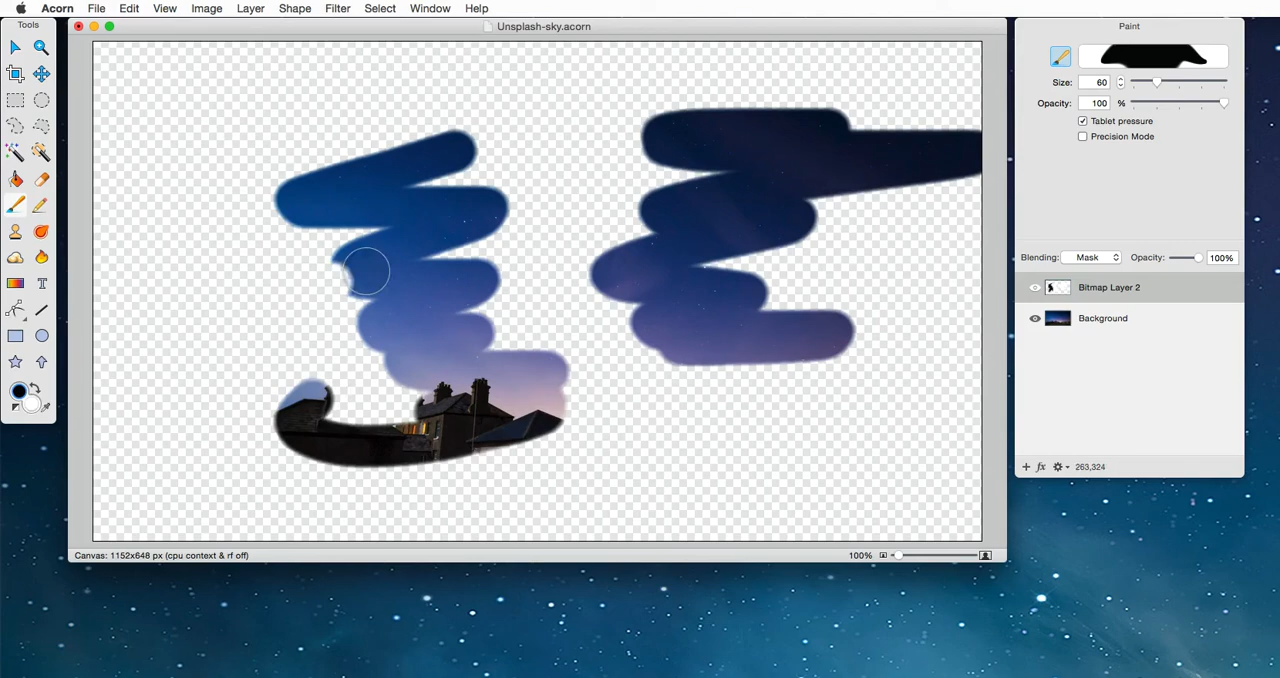 Acorn File Edit View Image Layer Shape Filter Select Window Help
Tools
Unsplash-sky.acorn
Paint
Size: 60
Opacity: 100 %
Tablet pressure
Precision Mode
Blending: Mask Opacity: 100%
Bitmap Layer 2
Background
fx 263,324
Canvas: 1152x648 px (cpu context & rf off) 100%